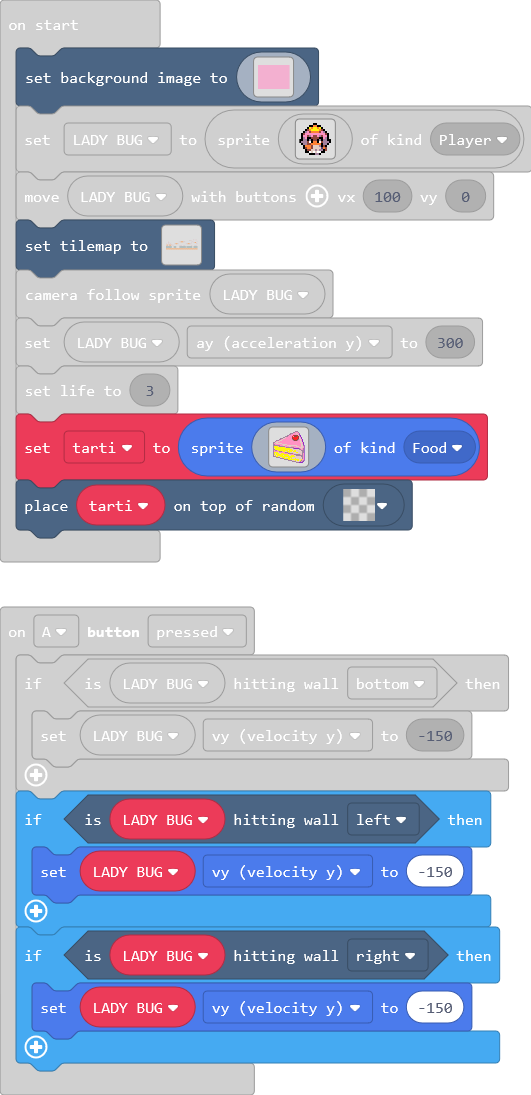 on start
set background image to
set LADY BUG to sprite of kind Player
move LADY BUG with buttons vx 100 vy 0
set tilemap to
camera follow sprite LADY BUG
set LADY BUG ay (acceleration y) to 300
set life to 3
set tarti to sprite of kind Food
place tarti on top of random
on A button pressed
if is LADY BUG hitting wall bottom then
set LADY BUG vy (velocity y) to -150
if is LADY BUG hitting wall left then
set LADY BUG vy (velocity y) to -150
if is LADY BUG hitting wall right then
set LADY BUG vy (velocity y) to -150